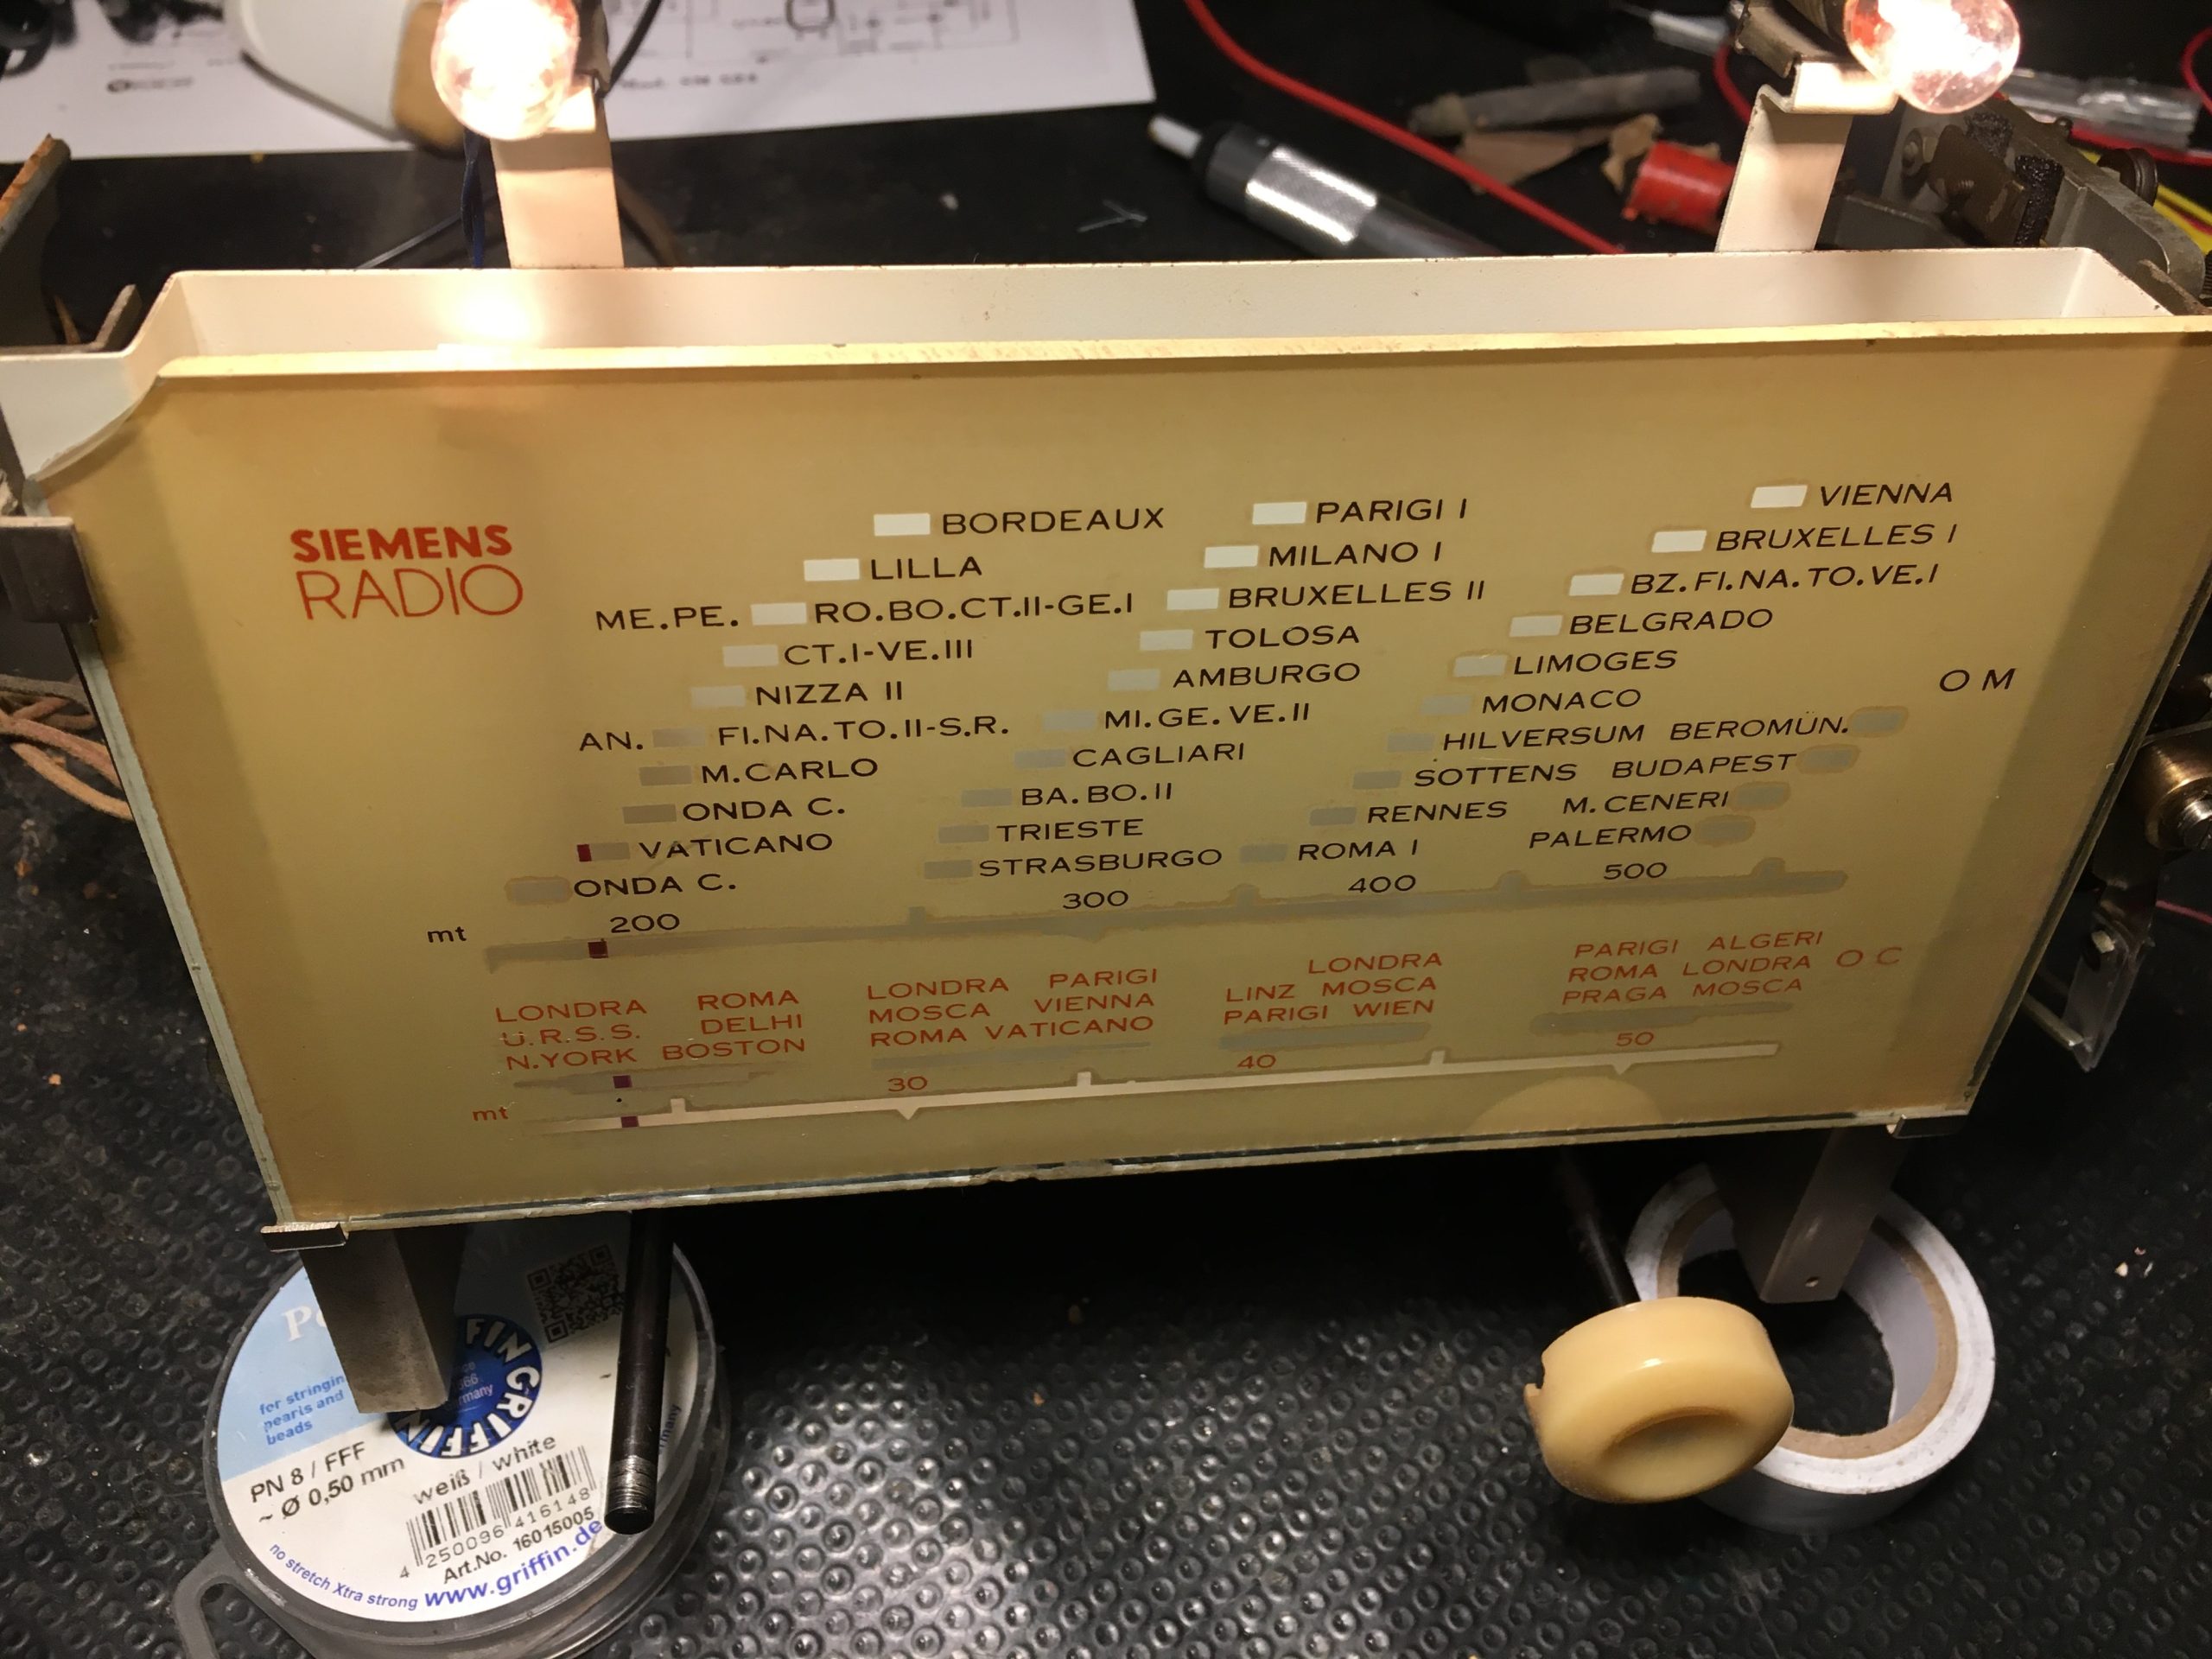 SIEMENS
RADIO
BORDEAUX PARIGI I VIENNA
LILLA MILANO I BRUXELLES I
ME.PE. RO.BO.CT.II-GE.I BRUXELLES II BZ.FI.NA.TO.VE.I
CT.I-VE.III TOLOSA BELGRADO
NIZZA II AMBURGO LIMOGES
O M
AN. FI.NA.TO.II-S.R. MI.GE.VE.II MONACO
M.CARLO CAGLIARI HILVERSUM BEROMÜN.
ONDA C. BA.BO.II SOTTENS BUDAPEST
VATICANO TRIESTE RENNES M.CENERI
ONDA C. STRASBURGO ROMA I PALERMO
mt 200 300 400 500
LONDRA ROMA LONDRA PARIGI LONDRA PARIGI ALGERI
U.R.S.S. DELHI MOSCA VIENNA LINZ MOSCA ROMA LONDRA O C
N.YORK BOSTON ROMA VATICANO PARIGI WIEN PRAGA MOSCA
mt 30 40 50
for stringin
pearls and
beads
GRIFFIN
PN 8 / FFF
~ Ø 0,50 mm
weiß / white
4 250096 416148
Art.No. 16015005
no stretch Xtra strong
www.griffin.de